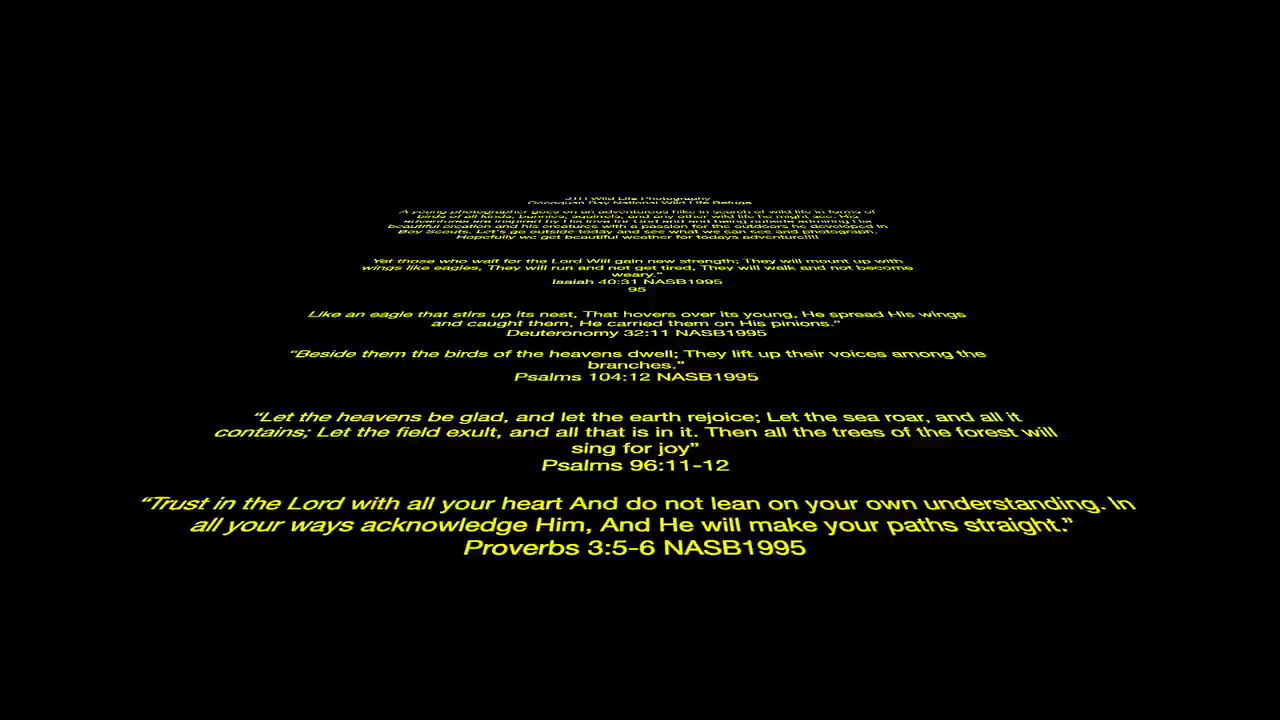 Wild Life Photography
Occoquan Bay National Wild Life Refuge
A young photographer goes on an adventurous hike in search of wild life in forms of
birds of all kinds, bunnies, squirrels, and any other wild life he might see. His
adventures are inspired by His love for God and and being outside admiring His
beautiful creation and his creatures with a passion for the outdoors he developed in
Boy Scouts. Let's go outside today and see what we can see and photograph.
Hopefully we get beautiful weather for todays adventure!!!!
Yet those who wait for the Lord Will gain new strength; They will mount up with
wings like eagles, They will run and not get tired, They will walk and not become
weary.”
Isaiah 40:31 NASB1995
95
Like an eagle that stirs up its nest, That hovers over its young, He spread His wings
and caught them, He carried them on His pinions.”
Deuteronomy 32:11 NASB1995
“Beside them the birds of the heavens dwell; They lift up their voices among the
branches.”
Psalms 104:12 NASB1995
“Let the heavens be glad, and let the earth rejoice; Let the sea roar, and all it
contains; Let the field exult, and all that is in it. Then all the trees of the forest will
sing for joy”
Psalms 96:11-12
“Trust in the Lord with all your heart And do not lean on your own understanding. In
all your ways acknowledge Him, And He will make your paths straight.”
Proverbs 3:5-6 NASB1995